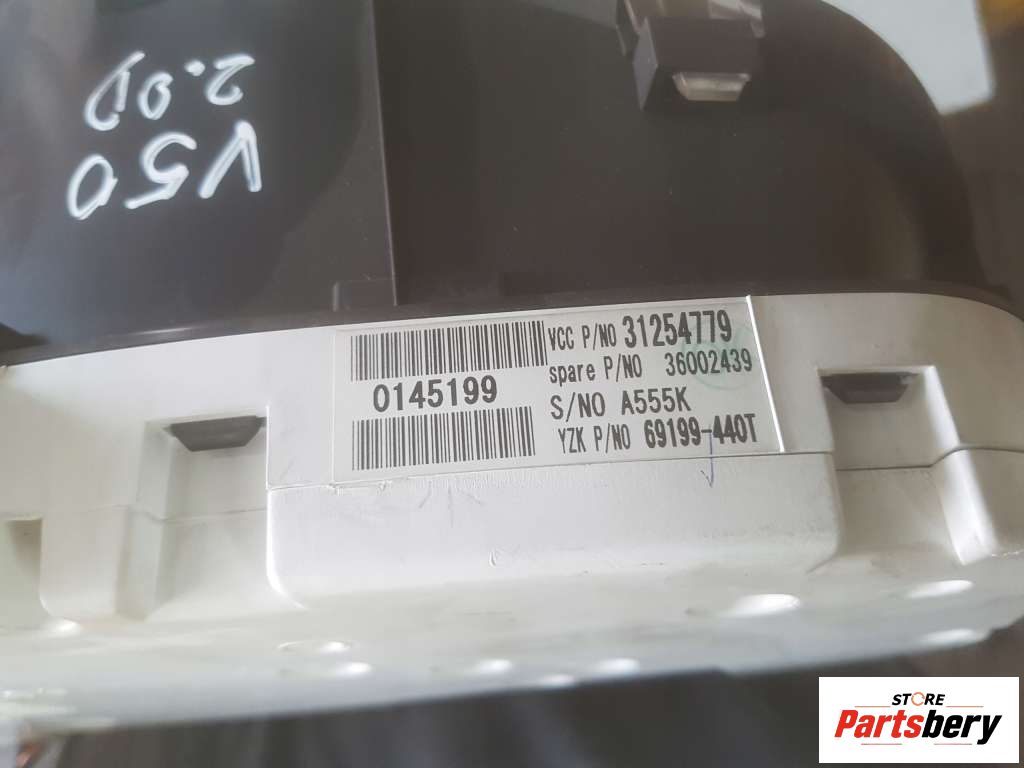 V50
2.0D
VCC P/NO 31254779
spare P/NO 36002439
0145199
S/NO A555K
YZK P/NO 69199-440T
STORE
Partsbery